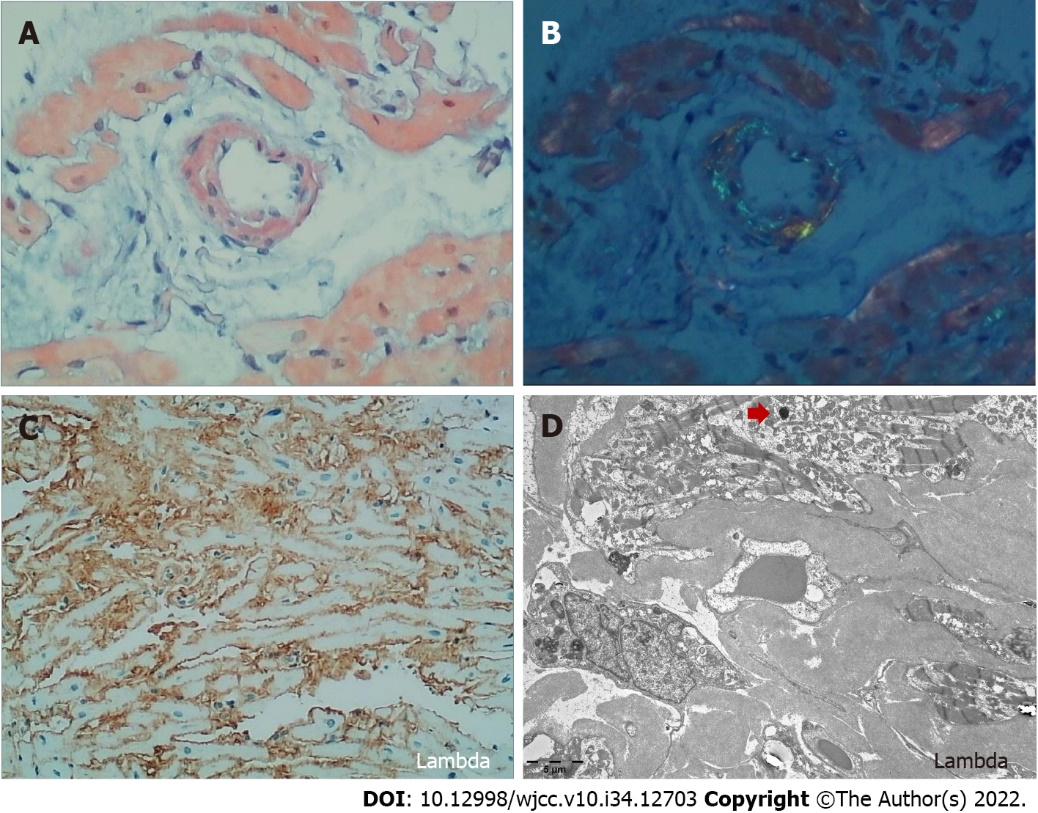 A
B
C
D
Lambda
5 μm
Lambda
DOI: 10.12998/wjcc.v10.i34.12703 Copyright ©The Author(s) 2022.